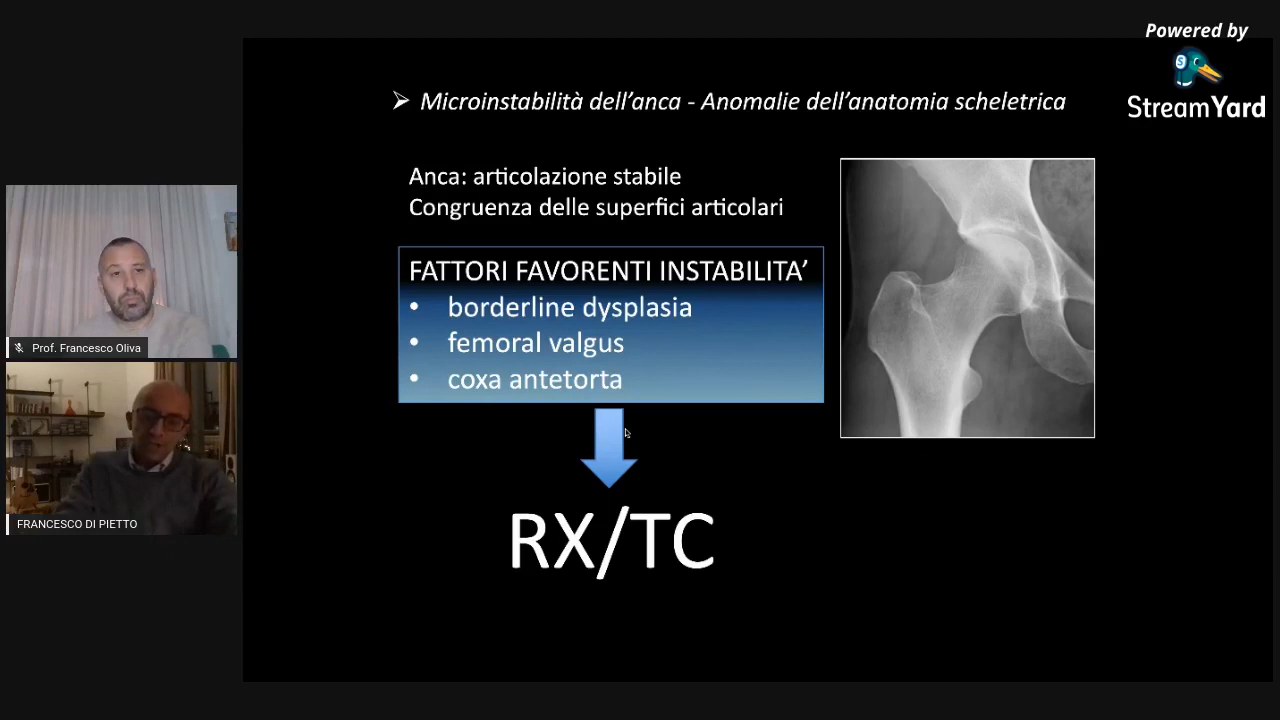 Powered by
StreamYard
➢ Microinstabilità dell’anca - Anomalie dell’anatomia scheletrica
Anca: articolazione stabile
Congruenza delle superfici articolari
FATTORI FAVORENTI INSTABILITA’
• borderline dysplasia
• femoral valgus
• coxa antetorta
RX/TC
Prof. Francesco Oliva
FRANCESCO DI PIETTO